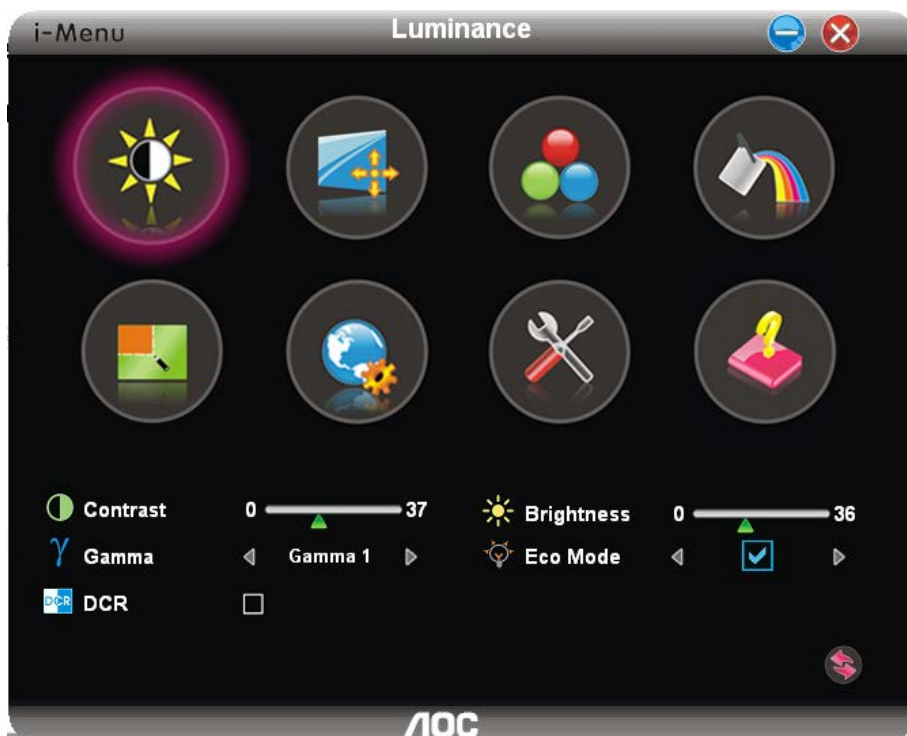 i-Menu
Luminance
Contrast 0 37
Brightness 0 36
γ Gamma Gamma 1
Eco Mode
DCR DCR
AOC